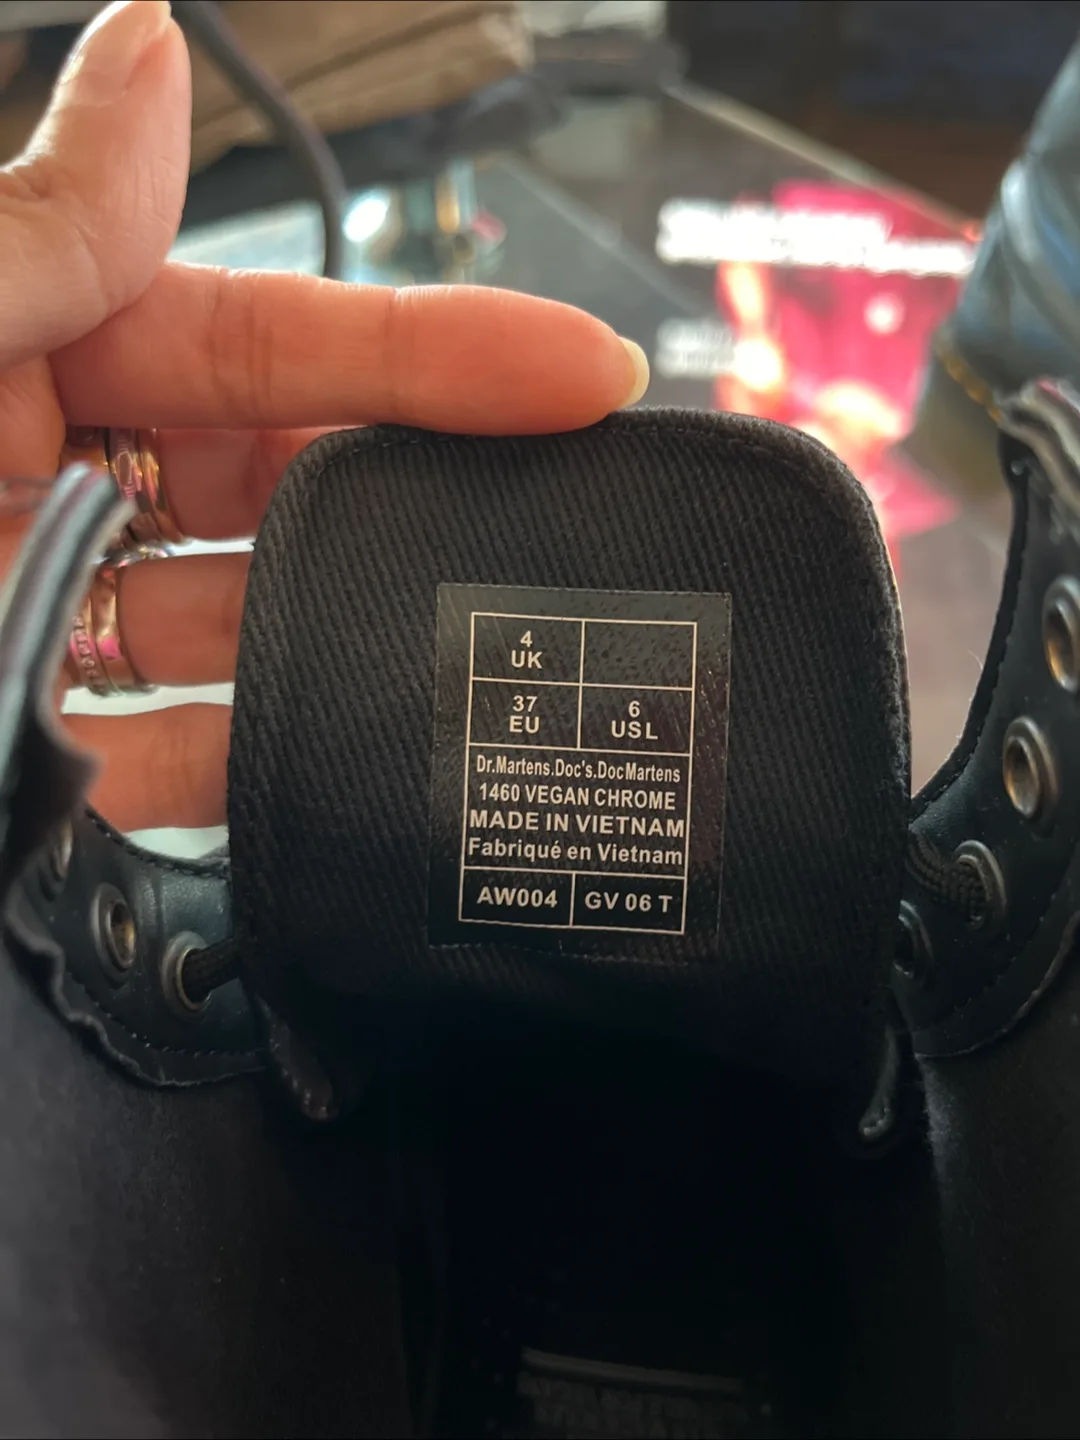 4
UK
37
EU
6
USL
Dr.Martens.Doc's.DocMartens
1460 VEGAN CHROME
MADE IN VIETNAM
Fabriqué en Vietnam
AW004
GV 06 T